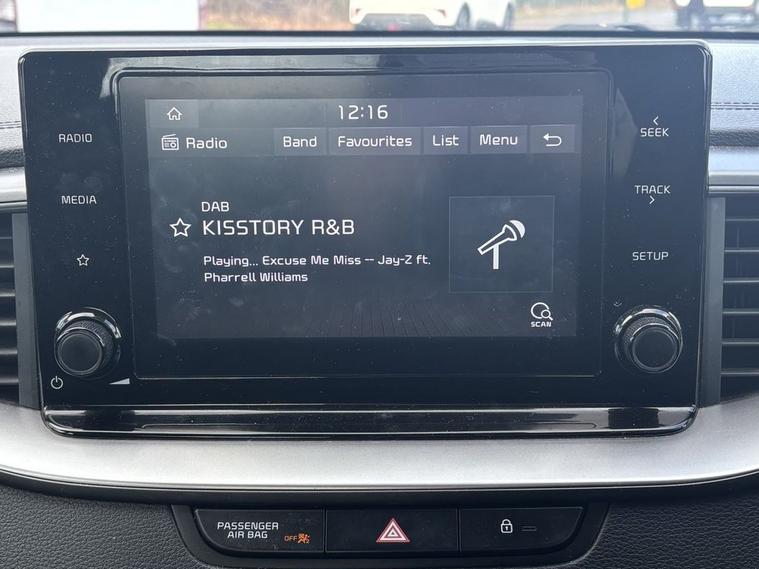 12:16
Radio Band Favourites List Menu
DAB
KISSTORY R&B
Playing... Excuse Me Miss -- Jay-Z ft.
Pharrell Williams
SCAN
RADIO
MEDIA
SEEK
TRACK
SETUP
PASSENGER
AIR BAG OFF